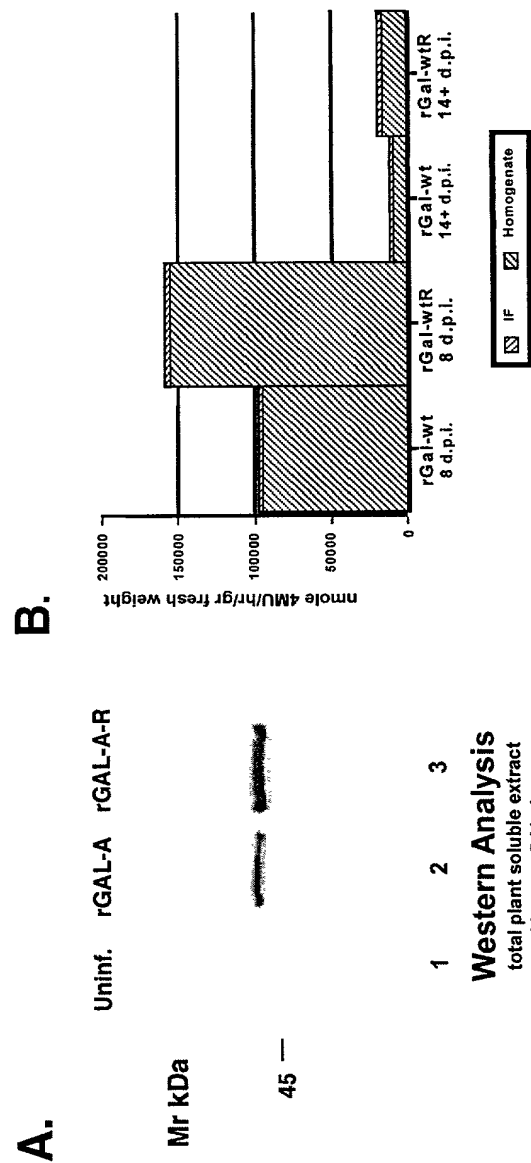 A.
Uninf. rGAL-A rGAL-A-R
Mr kDa
45
1 2 3
Western Analysis
total plant soluble extract
B.
nmole 4MU/hr/gr fresh weight
200000
150000
100000
50000
0
rGal-wt
8 d.p.i.
rGal-wtR
8 d.p.i.
rGal-wt
14+ d.p.i.
rGal-wtR
14+ d.p.i.
IF Homogenate